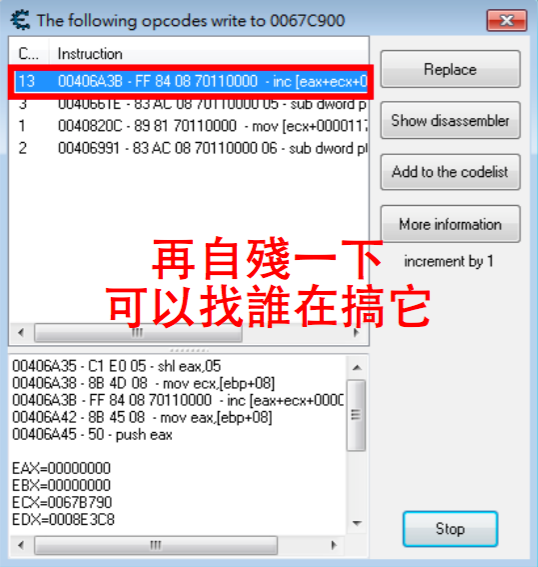 The following opcodes write to 0067C900
C... Instruction
13 00406A3B - FF 84 08 70110000 - inc [eax+ecx+0
3 0040661E - 83 AC 08 70110000 05 - sub dword p
1 0040820C - 89 81 70110000 - mov [ecx+0000117
2 00406991 - 83 AC 08 70110000 06 - sub dword p
Replace
Show disassembler
Add to the codelist
More information
increment by 1
再自殘一下
可以找誰在搞它
00406A35 - C1 E0 05 - shl eax,05
00406A38 - 8B 4D 08 - mov ecx,[ebp+08]
00406A3B - FF 84 08 70110000 - inc [eax+ecx+0000
00406A42 - 8B 45 08 - mov eax,[ebp+08]
00406A45 - 50 - push eax
EAX=00000000
EBX=00000000
ECX=0067B790
EDX=0008E3C8
Stop